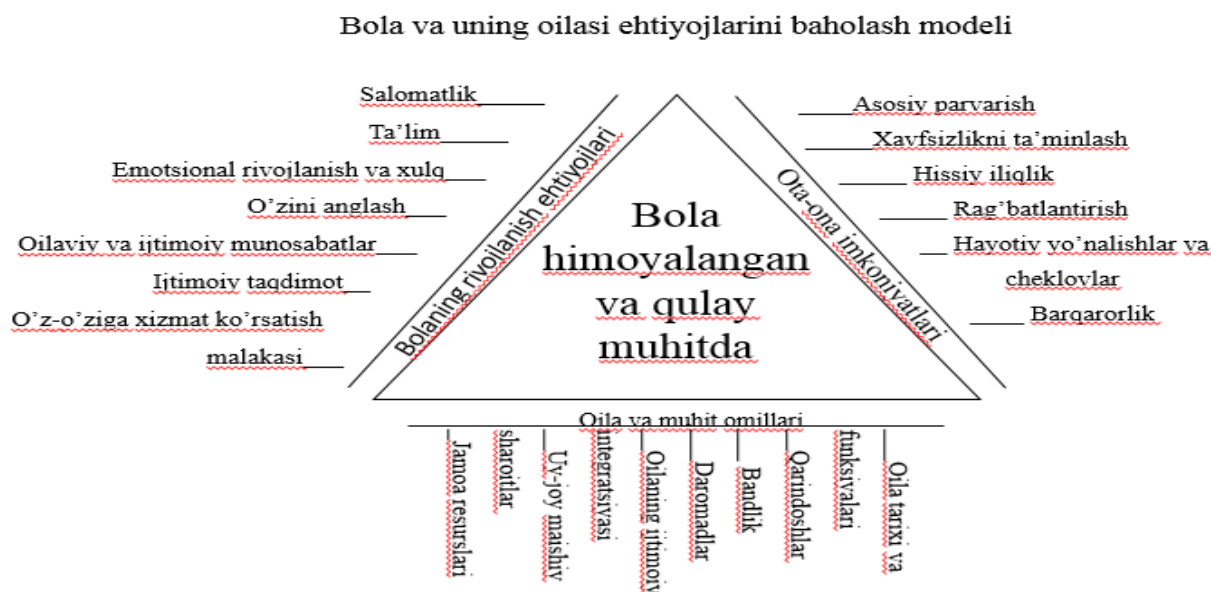 Bola va uning oilasi ehtiyojlarini baholash modeli
Salomatlik
Ta'lim
Emotsional rivojlanish va xulq
O'zini anglash
Oilaviy va ijtimoiy munosabatlar
Ijtimoiy taqdimot
O'z-o'ziga xizmat ko'rsatish
malakasi
Bolaning rivojlanish ehtiyojlari
Bola
himoyalangan
va qulay
muhitda
Ota-ona imkoniyatlari
Asosiy parvarish
Xavfsizlikni ta'minlash
Hissiy iliqlik
Rag'batlantirish
Hayotiy yo'nalishlar va
cheklovlar
Barqarorlik
Oila va muhit omillari
Jamoa resurslari
sharoitlar
Uy-joy maishiy
integratsiyasi
Oilaning ijtimoiy
Daromadlar
Bandlik
Qarindoshlar
funksiyalari
Oila tarixi va